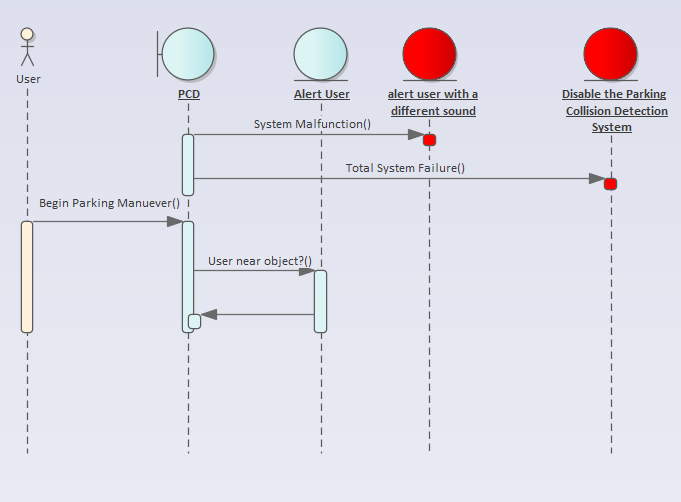 User
PCD
Alert User
alert user with a
different sound
Disable the Parking
Collision Detection
System
System Malfunction()
Total System Failure()
Begin Parking Manuever()
User near object?()